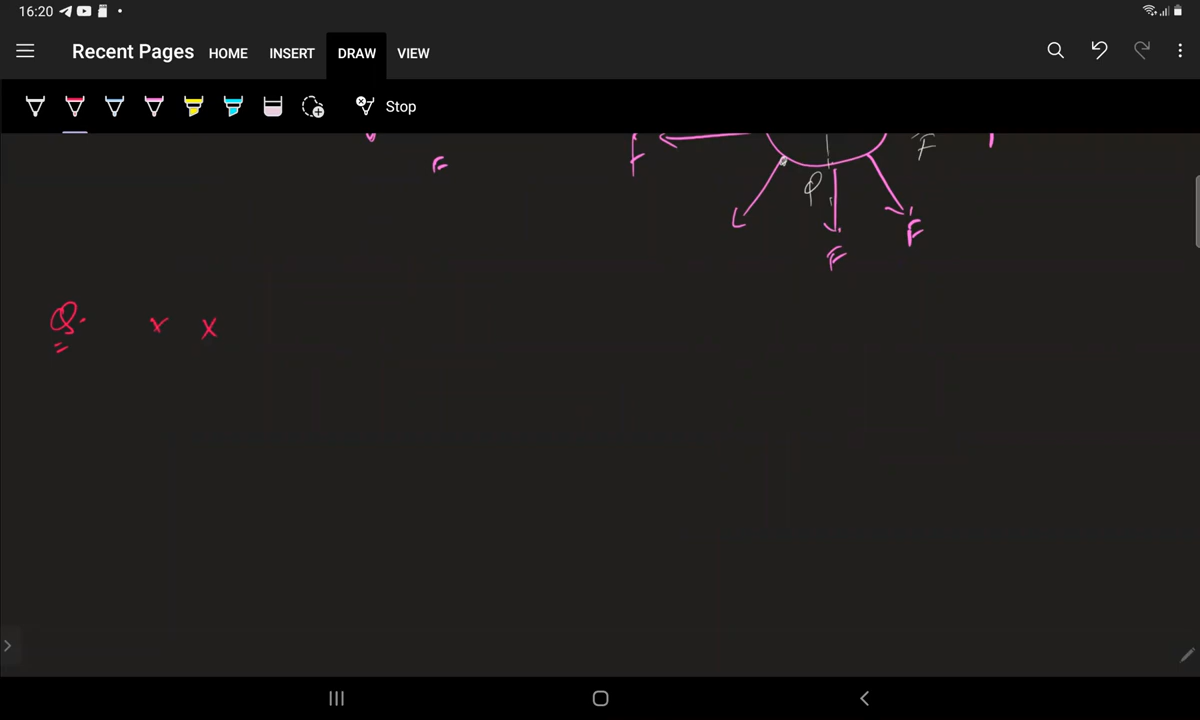 16:20
Recent Pages HOME INSERT DRAW VIEW
Stop
F F F
φ F
F
Q. x x